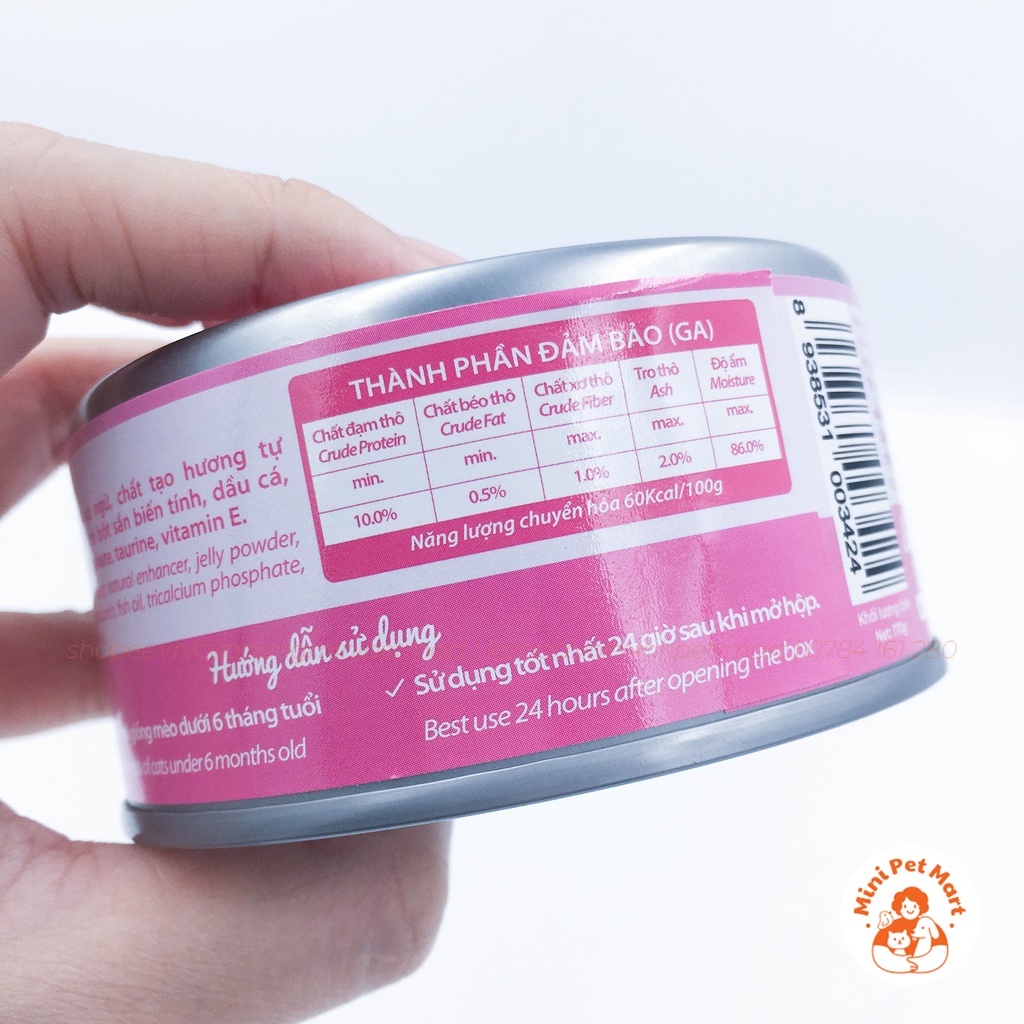 ngừ, chất tạo hương tự
bột sắn biến tính, dầu cá,
taurine, vitamin E.
natural enhancer, jelly powder,
fish oil, tricalcium phosphate,
THÀNH PHẦN ĐẢM BẢO (GA)
Chất đạm thô Chất béo thô Chất xơ thô Tro thô Độ ẩm
Crude Protein Crude Fat Crude Fiber Ash Moisture
min. min. max. max. max.
10.0% 0.5% 1.0% 2.0% 86.0%
Năng lượng chuyển hóa 60Kcal/100g
Hướng dẫn sử dụng
mèo dưới 6 tháng tuổi
of cats under 6 months old
✓ Sử dụng tốt nhất 24 giờ sau khi mở hộp.
Best use 24 hours after opening the box
8 938531 003424
Khối lượng
Net:
Mini Pet Mart